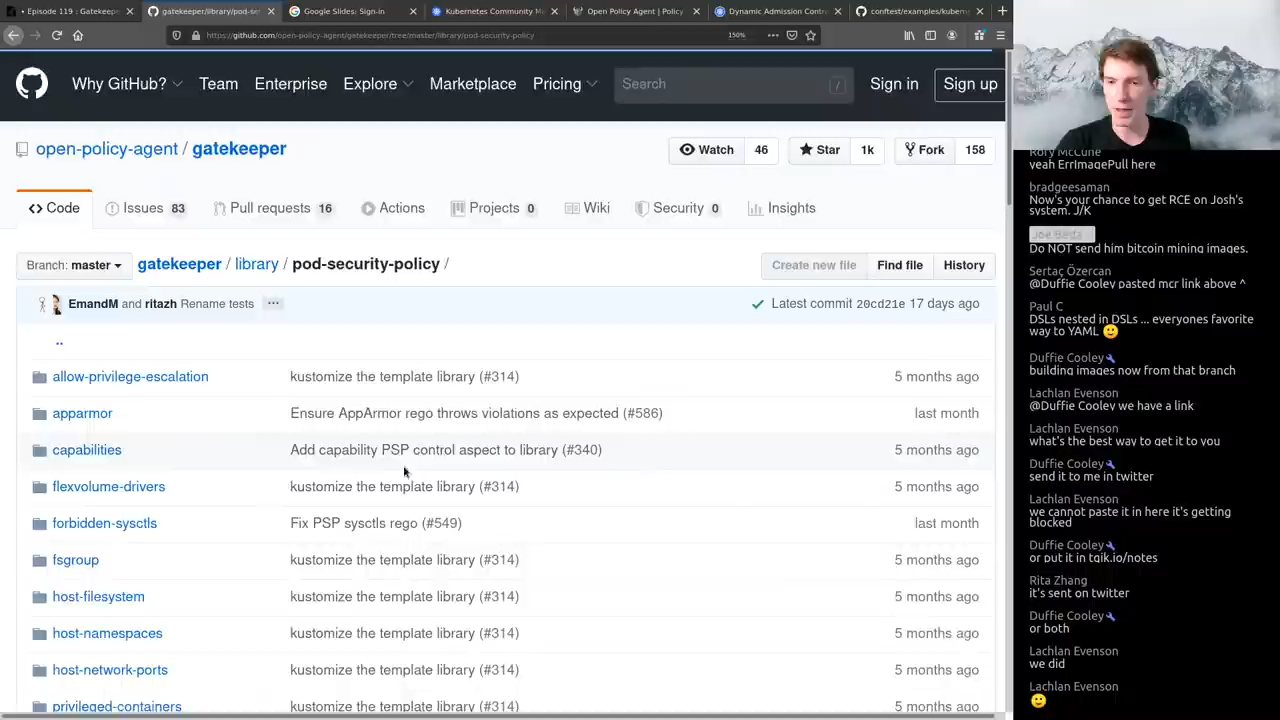 Episode 119 : Gatekeeper
gatekeeper/library/pod-se
Google Slides: Sign-in
Kubernetes Community M
Open Policy Agent | Policy
Dynamic Admission Contr
conftest/examples/kubern
https://github.com/open-policy-agent/gatekeeper/tree/master/library/pod-security-policy
150%
Why GitHub?
Team
Enterprise
Explore
Marketplace
Pricing
Search
/
Sign in
Sign up
open-policy-agent / gatekeeper
Watch 46
Star 1k
Fork 158
Code
Issues 83
Pull requests 16
Actions
Projects 0
Wiki
Security 0
Insights
Branch: master
gatekeeper / library / pod-security-policy /
Create new file
Find file
History
EmandM and ritazh Rename tests ...
Latest commit 20cd21e 17 days ago
..
allow-privilege-escalation kustomize the template library (#314) 5 months ago
apparmor Ensure AppArmor rego throws violations as expected (#586) last month
capabilities Add capability PSP control aspect to library (#340) 5 months ago
flexvolume-drivers kustomize the template library (#314) 5 months ago
forbidden-sysctls Fix PSP sysctls rego (#549) last month
fsgroup kustomize the template library (#314) 5 months ago
host-filesystem kustomize the template library (#314) 5 months ago
host-namespaces kustomize the template library (#314) 5 months ago
host-network-ports kustomize the template library (#314) 5 months ago
privileged-containers kustomize the template library (#314) 5 months ago
Rory McCune
yeah ErrImagePull here
bradgeesaman
Now's your chance to get RCE on Josh's
system. J/K
Joe Beda
Do NOT send him bitcoin mining images.
Sertaç Özercan
@Duffie Cooley pasted mcr link above ^
Paul C
DSLs nested in DSLs ... everyones favorite
way to YAML 🙂
Duffie Cooley
building images now from that branch
Lachlan Evenson
@Duffie Cooley we have a link
Lachlan Evenson
what's the best way to get it to you
Duffie Cooley
send it to me in twitter
Lachlan Evenson
we cannot paste it in here it's getting
blocked
Duffie Cooley
or put it in tgik.io/notes
Rita Zhang
it's sent on twitter
Duffie Cooley
or both
Lachlan Evenson
we did
Lachlan Evenson
🙂